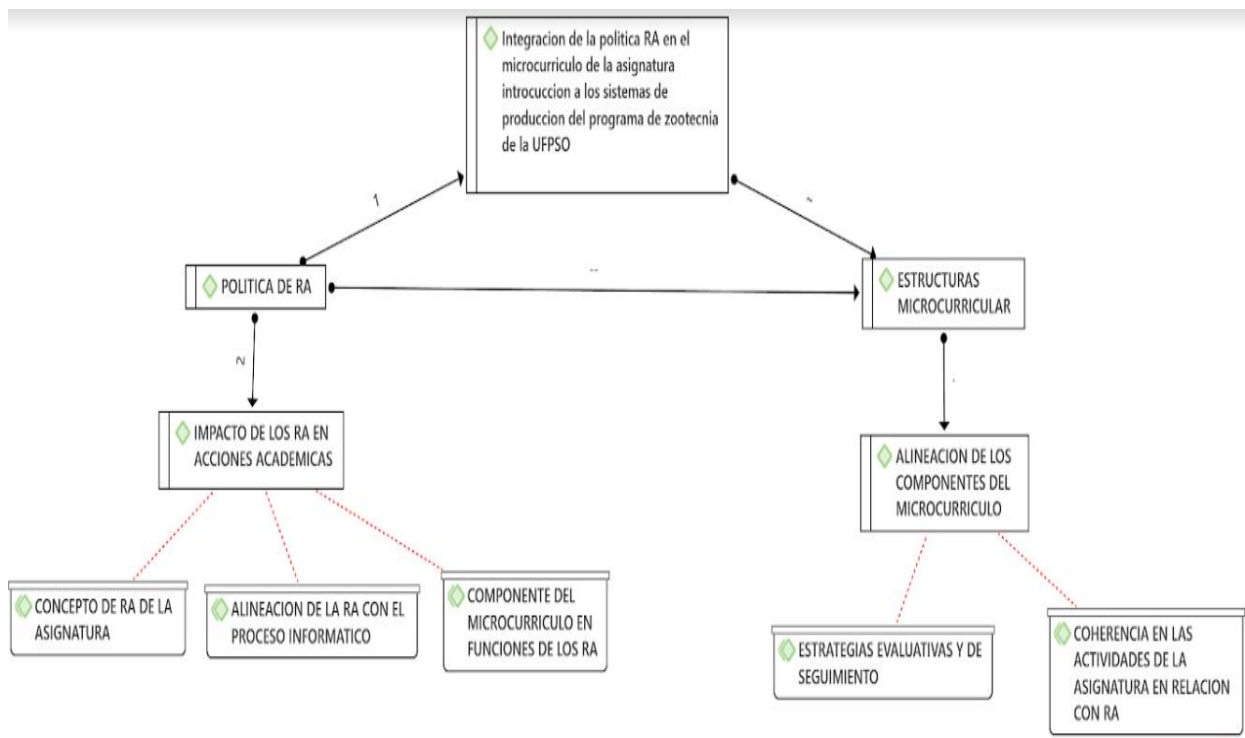 Integracion de la politica RA en el
microcurriculo de la asignatura
introcuccion a los sistemas de
produccion del programa de zootecnia
de la UFPSO
1
POLITICA DE RA
--
ESTRUCTURAS
MICROCURRICULAR
2
IMPACTO DE LOS RA EN
ACCIONES ACADEMICAS
ALINEACION DE LOS
COMPONENTES DEL
MICROCURRICULO
CONCEPTO DE RA DE LA
ASIGNATURA
ALINEACION DE LA RA CON EL
PROCESO INFORMATICO
COMPONENTE DEL
MICROCURRICULO EN
FUNCIONES DE LOS RA
ESTRATEGIAS EVALUATIVAS Y DE
SEGUIMIENTO
COHERENCIA EN LAS
ACTIVIDADES DE LA
ASIGNATURA EN RELACION
CON RA